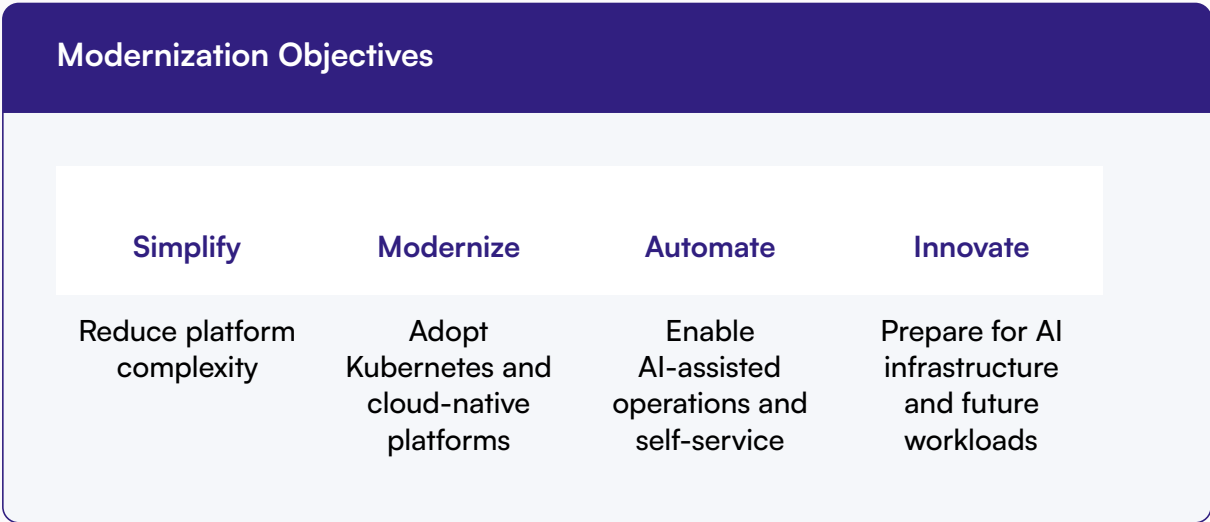 Modernization Objectives
Simplify
Modernize
Automate
Innovate
Reduce platform
complexity
Adopt
Kubernetes and
cloud-native
platforms
Enable
AI-assisted
operations and
self-service
Prepare for AI
infrastructure
and future
workloads